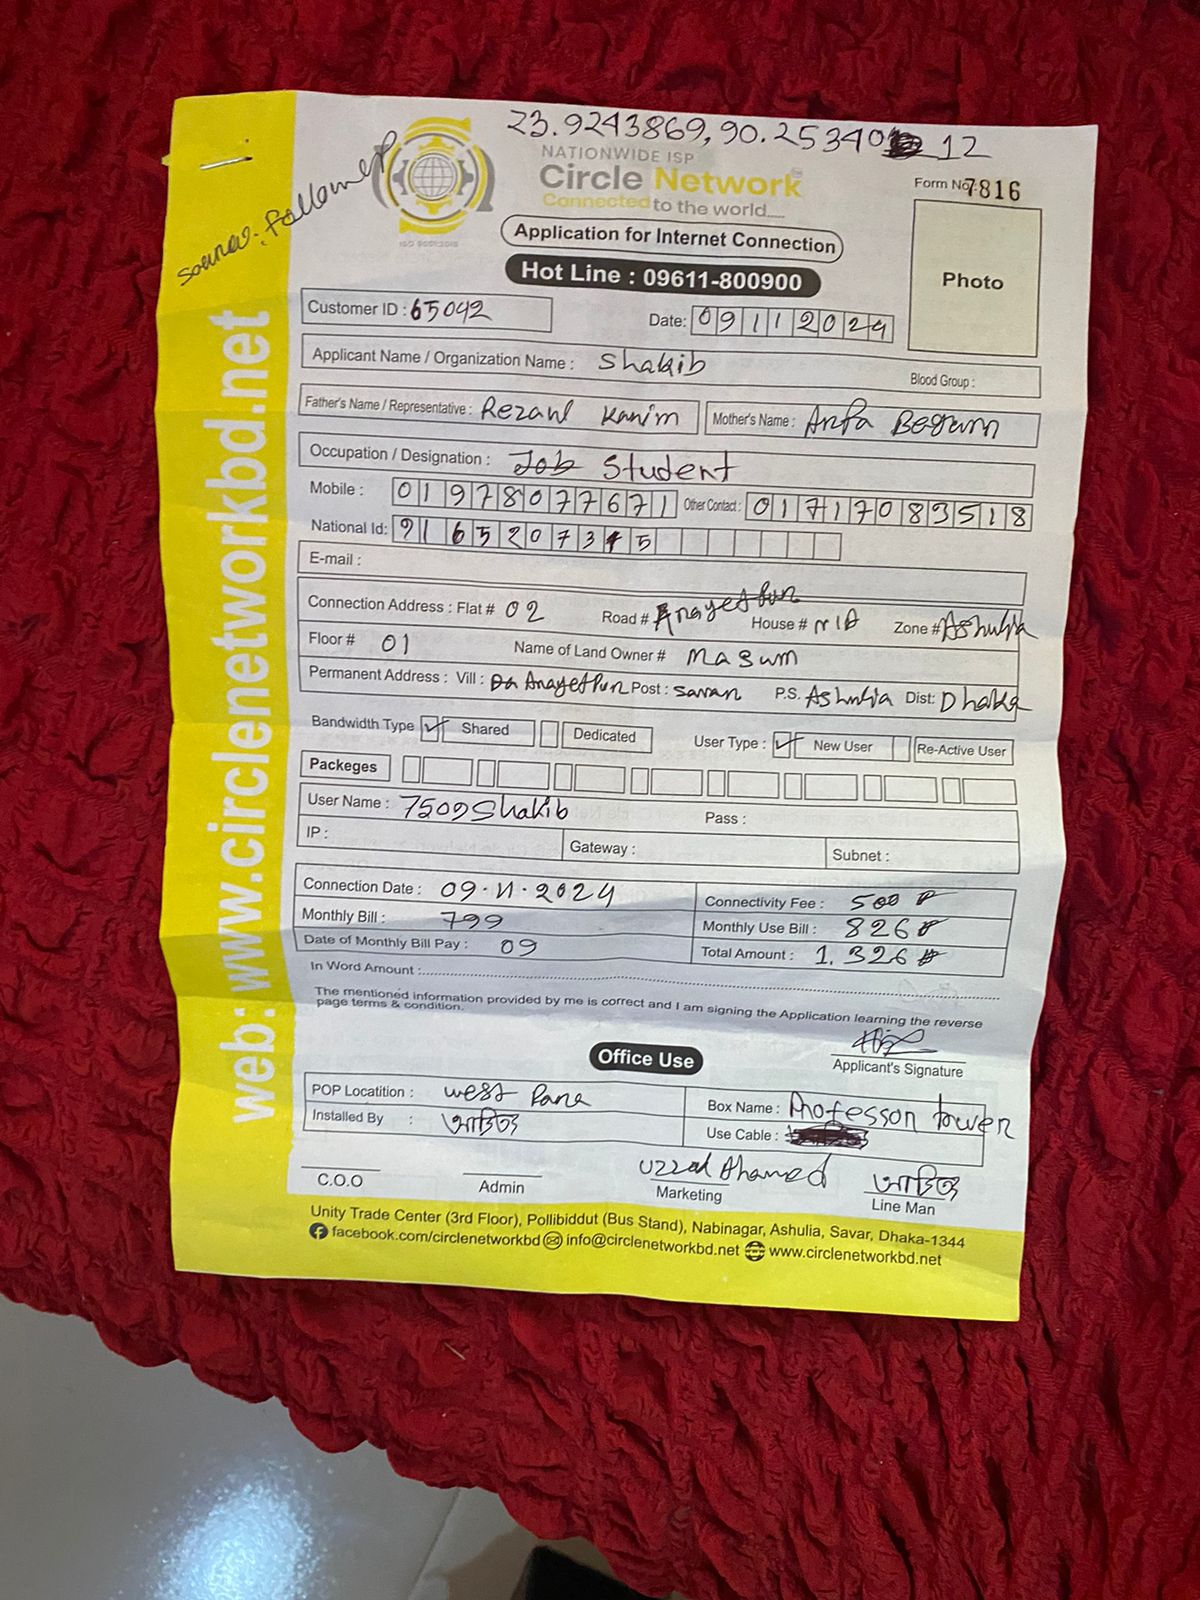 23.9243869,90.25340 12
NATIONWIDE ISP
Circle Network
Connected to the world.....
ISO 9001:2015
Form No: 7816
Application for Internet Connection
Hot Line : 09611-800900
Photo
Customer ID : 65042
Date: 09112024
Applicant Name / Organization Name : Shakib
Blood Group :
Father's Name / Representative : Rezaul Karim
Mother's Name : Begum
Occupation / Designation : Job Student
Mobile : 01978077671 Other Contact : 01717083518
National Id: 9165207345
E-mail :
Connection Address : Flat # 02 Road # Anayetpur House # N/A Zone # Ashulia
Floor # 01 Name of Land Owner # Masum
Permanent Address : Vill : Anayetpur Post : Savar P.S. Ashulia Dist: Dhaka
Bandwidth Type Shared Dedicated User Type : New User Re-Active User
Packeges
User Name : 7509Shakib Pass :
IP : Gateway : Subnet :
Connection Date : 09-11-2024 Connectivity Fee : 500
Monthly Bill : 799 Monthly Use Bill : 826
Date of Monthly Bill Pay : 09 Total Amount : 1,326
In Word Amount :
The mentioned information provided by me is correct and I am signing the Application learning the reverse
page terms & condition.
Applicant's Signature
Office Use
POP Locatition : West Para
Box Name : Professor tower
Installed By :
Use Cable :
C.O.O
Admin
Uzzal Ahamed
Marketing
Line Man
Unity Trade Center (3rd Floor), Pollibiddut (Bus Stand), Nabinagar, Ashulia, Savar, Dhaka-1344
facebook.com/circlenetworkbd info@circlenetworkbd.net www.circlenetworkbd.net
web: www.circlenetworkbd.net